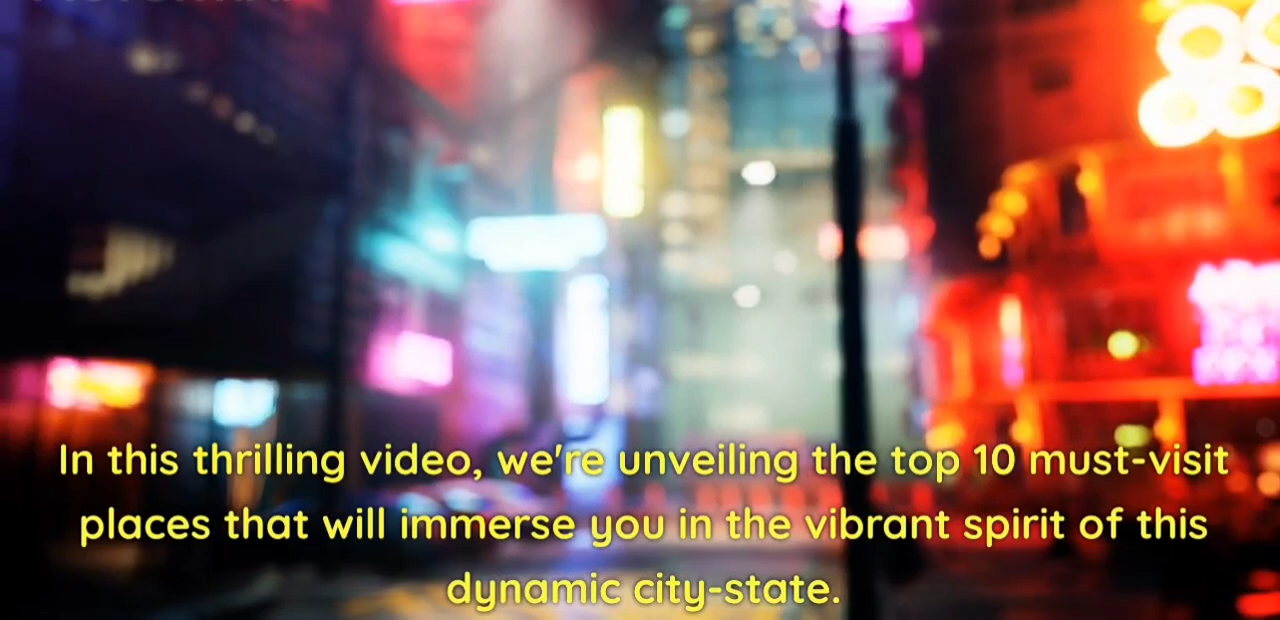 In this thrilling video, we're unveiling the top 10 must-visit
places that will immerse you in the vibrant spirit of this
dynamic city-state.